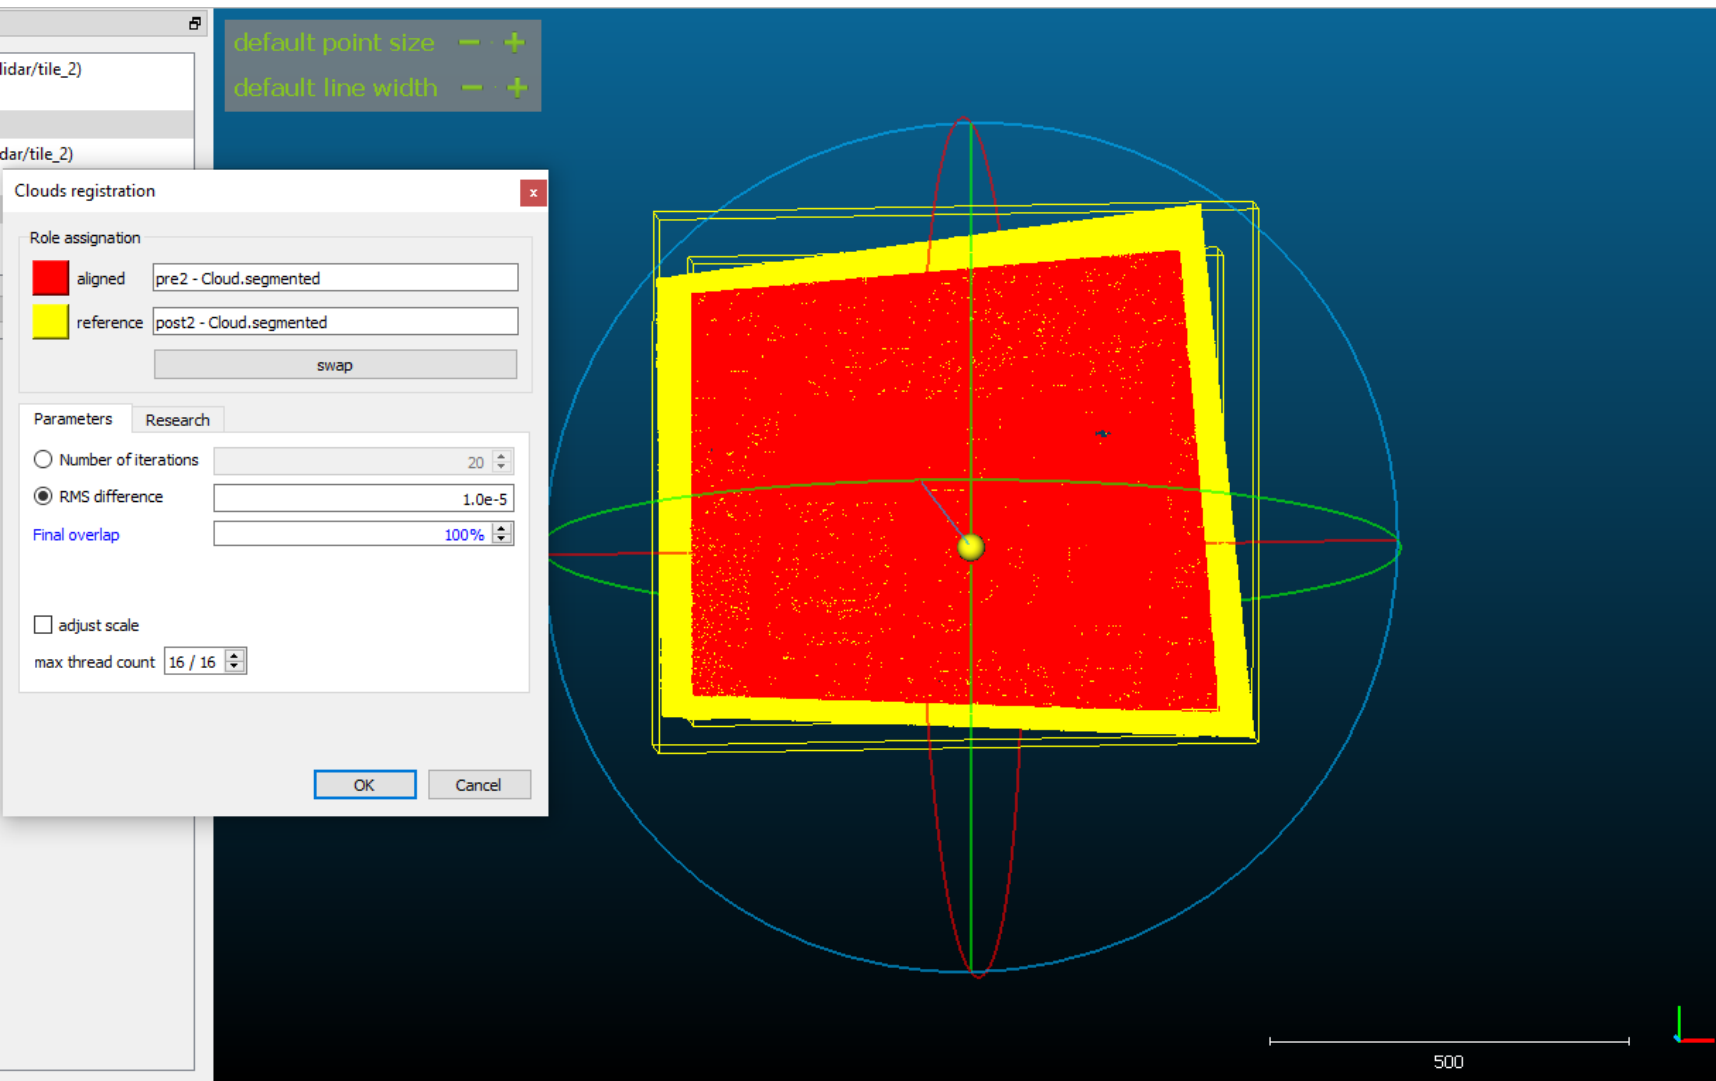 lidar/tile_2)
dar/tile_2)
default point size
default line width
Clouds registration
x
Role assignation
aligned pre2 - Cloud.segmented
reference post2 - Cloud.segmented
swap
Parameters Research
Number of iterations 20
RMS difference 1.0e-5
Final overlap 100%
adjust scale
max thread count 16 / 16
OK Cancel
500